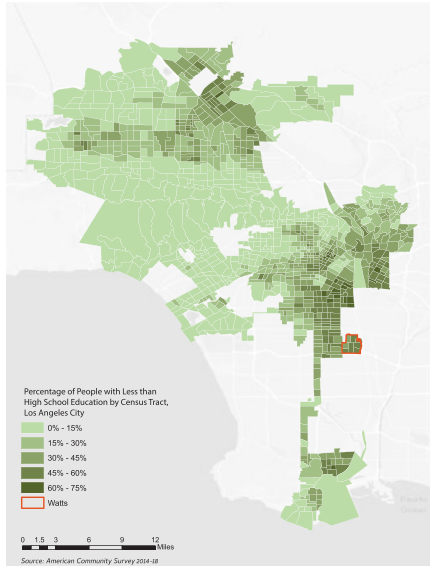 Pacific
Ocean
Percentage of People with Less than
High School Education by Census Tract,
Los Angeles City
0% - 15%
15% - 30%
30% - 45%
45% - 60%
60% - 75%
Watts
0 1.5 3 6 9 12
Miles
Source: American Community Survey 2014-18